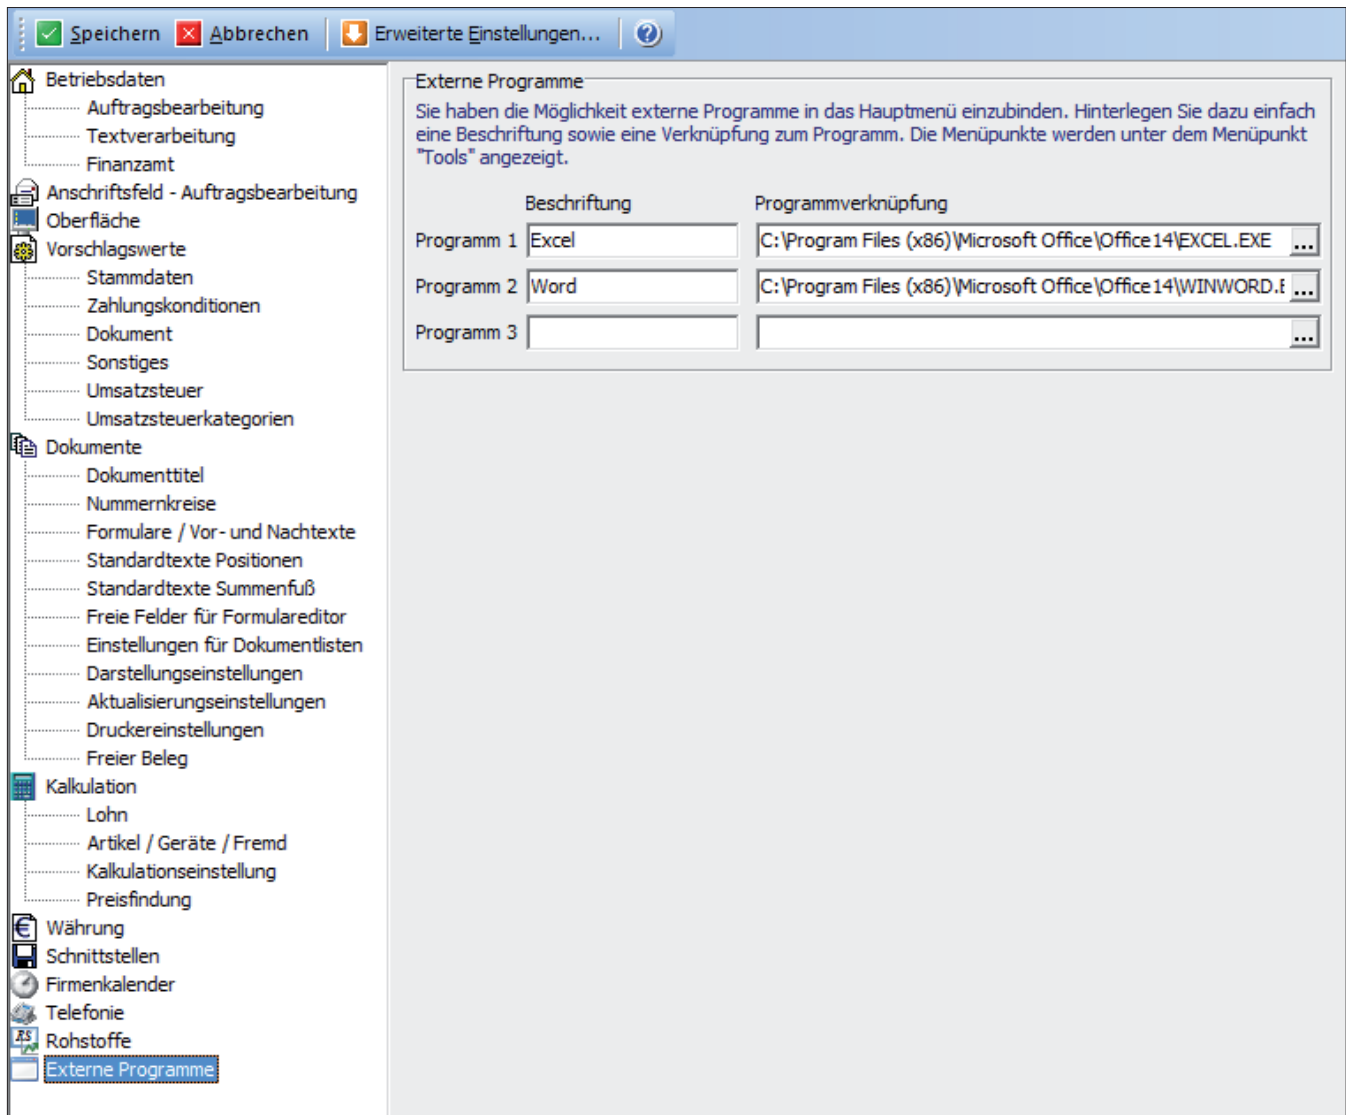 Speichern Abbrechen Erweiterte Einstellungen...
Betriebsdaten
Auftragsbearbeitung
Textverarbeitung
Finanzamt
Anschriftsfeld - Auftragsbearbeitung
Oberfläche
Vorschlagswerte
Stammdaten
Zahlungskonditionen
Dokument
Sonstiges
Umsatzsteuer
Umsatzsteuerkategorien
Dokumente
Dokumenttitel
Nummernkreise
Formulare / Vor- und Nachtexte
Standardtexte Positionen
Standardtexte Summenfuß
Freie Felder für Formulareditor
Einstellungen für Dokumentlisten
Darstellungseinstellungen
Aktualisierungseinstellungen
Druckereinstellungen
Freier Beleg
Kalkulation
Lohn
Artikel / Geräte / Fremd
Kalkulationseinstellung
Preisfindung
Währung
Schnittstellen
Firmenkalender
Telefonie
RS Rohstoffe
Externe Programme
Externe Programme
Sie haben die Möglichkeit externe Programme in das Hauptmenü einzubinden. Hinterlegen Sie dazu einfach
eine Beschriftung sowie eine Verknüpfung zum Programm. Die Menüpunkte werden unter dem Menüpunkt
"Tools" angezeigt.
Beschriftung Programmverknüpfung
Programm 1 Excel C:\Program Files (x86)\Microsoft Office\Office14\EXCEL.EXE ...
Programm 2 Word C:\Program Files (x86)\Microsoft Office\Office14\WINWORD.E ...
Programm 3 ...